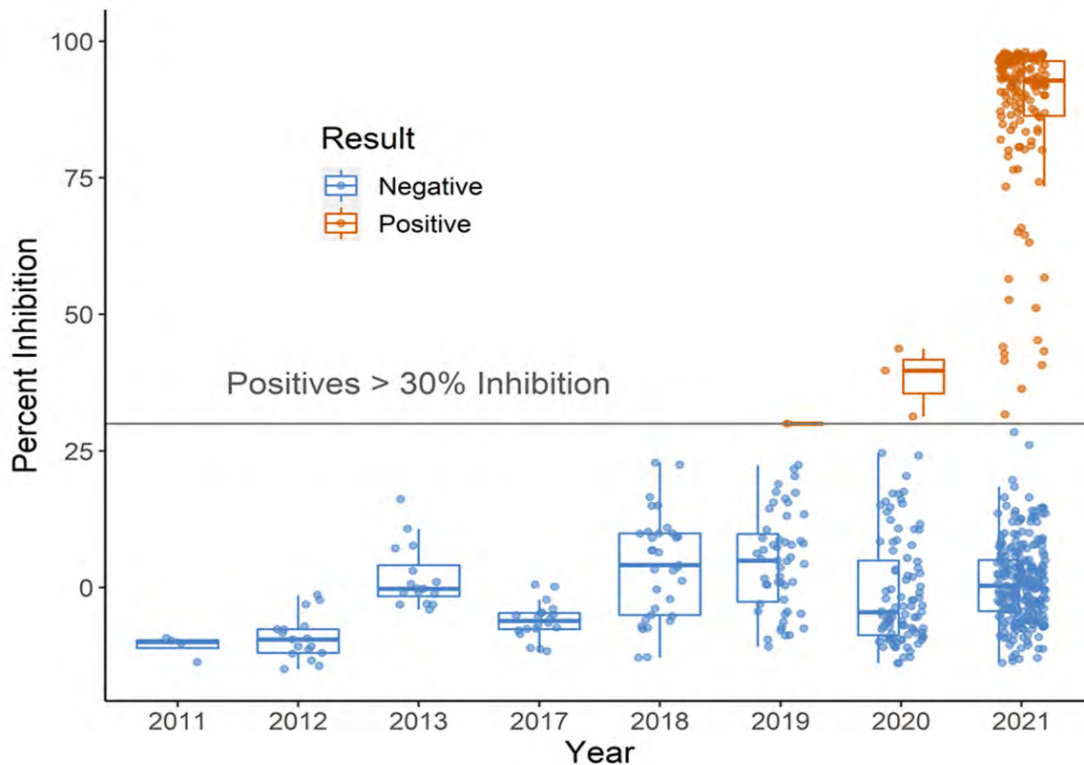 100
75
50
25
0
Percent Inhibition
Result
Negative
Positive
Positives > 30% Inhibition
2011 2012 2013 2017 2018 2019 2020 2021
Year